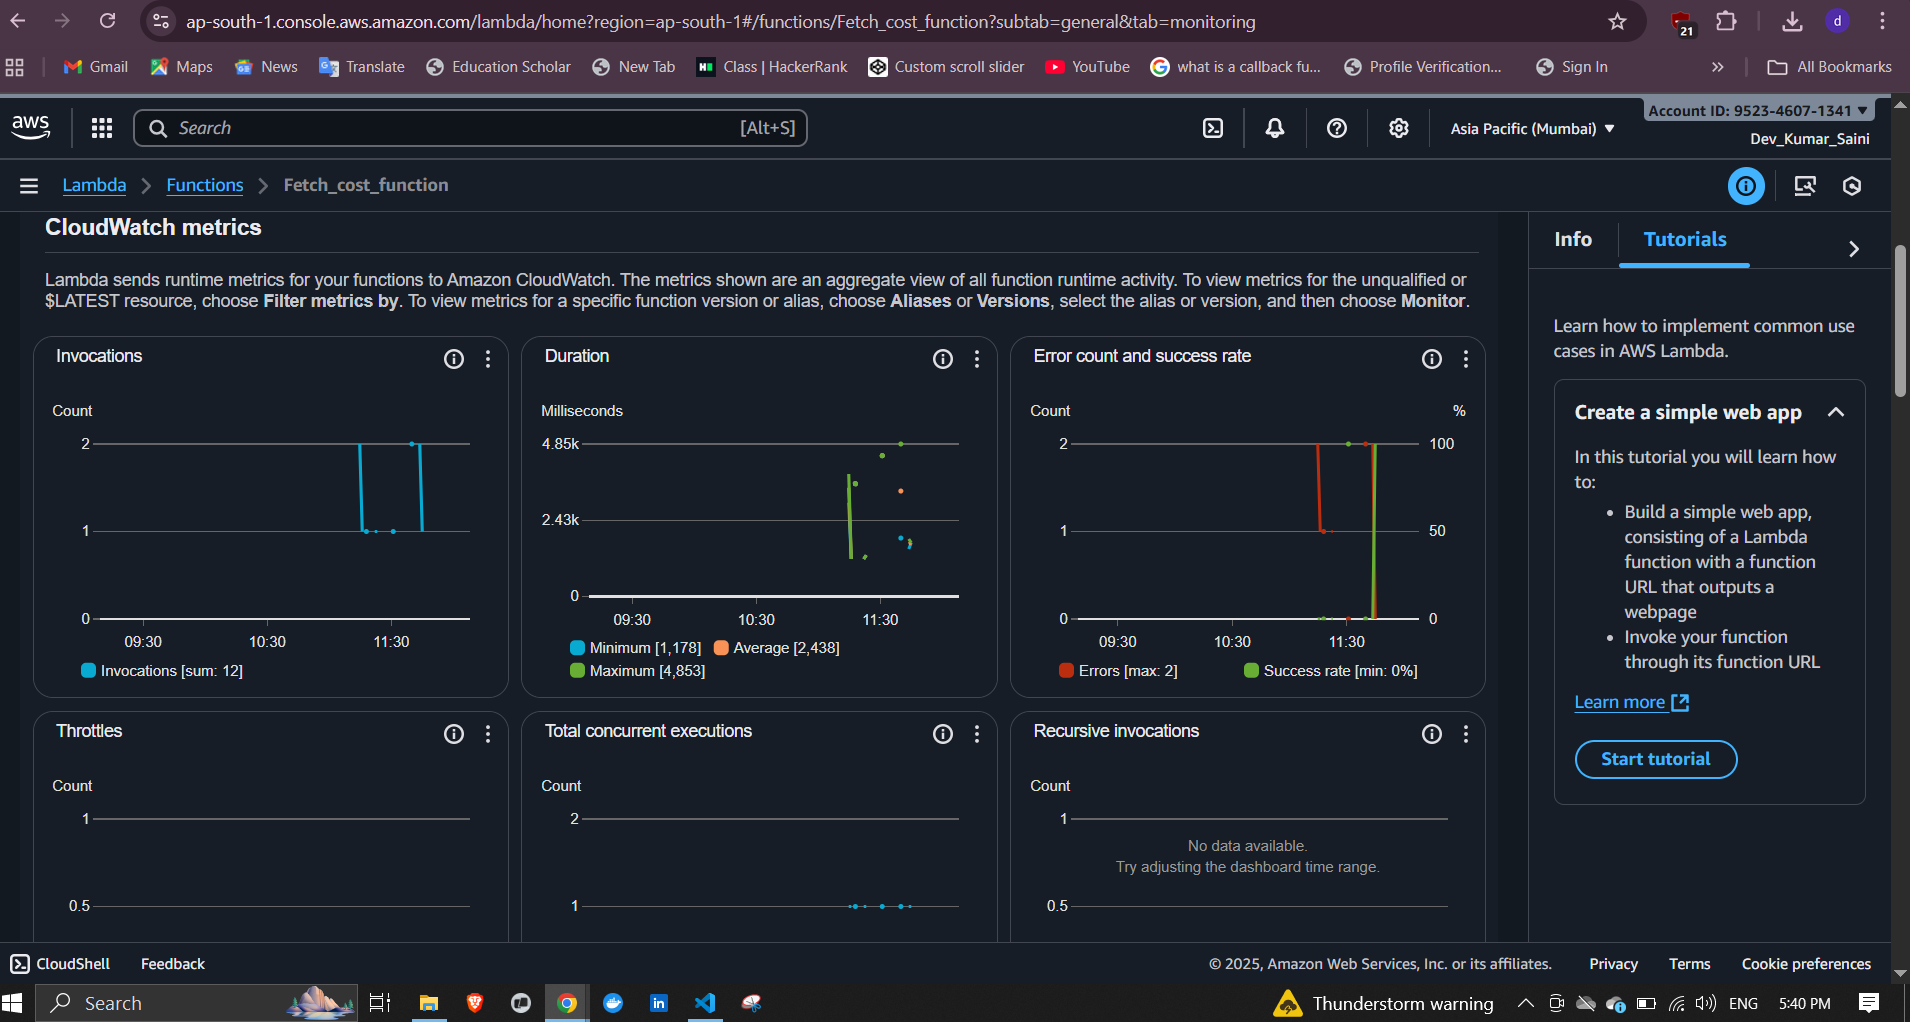 ap-south-1.console.aws.amazon.com/lambda/home?region=ap-south-1#/functions/Fetch_cost_function?subtab=general&tab=monitoring
21
d
Gmail
Maps
News
Translate
Education Scholar
New Tab
Class | HackerRank
Custom scroll slider
YouTube
what is a callback fu...
Profile Verification...
Sign In
»
All Bookmarks
aws
Search
[Alt+S]
Asia Pacific (Mumbai)
Account ID: 9523-4607-1341
Dev_Kumar_Saini
Lambda
Functions
Fetch_cost_function
CloudWatch metrics
Lambda sends runtime metrics for your functions to Amazon CloudWatch. The metrics shown are an aggregate view of all function runtime activity. To view metrics for the unqualified or
$LATEST resource, choose Filter metrics by. To view metrics for a specific function version or alias, choose Aliases or Versions, select the alias or version, and then choose Monitor.
Invocations
Count
2
1
0
09:30
10:30
11:30
Invocations [sum: 12]
Duration
Milliseconds
4.85k
2.43k
0
09:30
10:30
11:30
Minimum [1,178]
Average [2,438]
Maximum [4,853]
Error count and success rate
Count
%
2
100
1
50
0
0
09:30
10:30
11:30
Errors [max: 2]
Success rate [min: 0%]
Throttles
Count
1
0.5
Total concurrent executions
Count
2
1
Recursive invocations
Count
1
No data available.
Try adjusting the dashboard time range.
0.5
Info
Tutorials
Learn how to implement common use
cases in AWS Lambda.
Create a simple web app
In this tutorial you will learn how
to:
• Build a simple web app,
consisting of a Lambda
function with a function
URL that outputs a
webpage
• Invoke your function
through its function URL
Learn more
Start tutorial
CloudShell
Feedback
© 2025, Amazon Web Services, Inc. or its affiliates.
Privacy
Terms
Cookie preferences
Search
Thunderstorm warning
ENG
5:40 PM